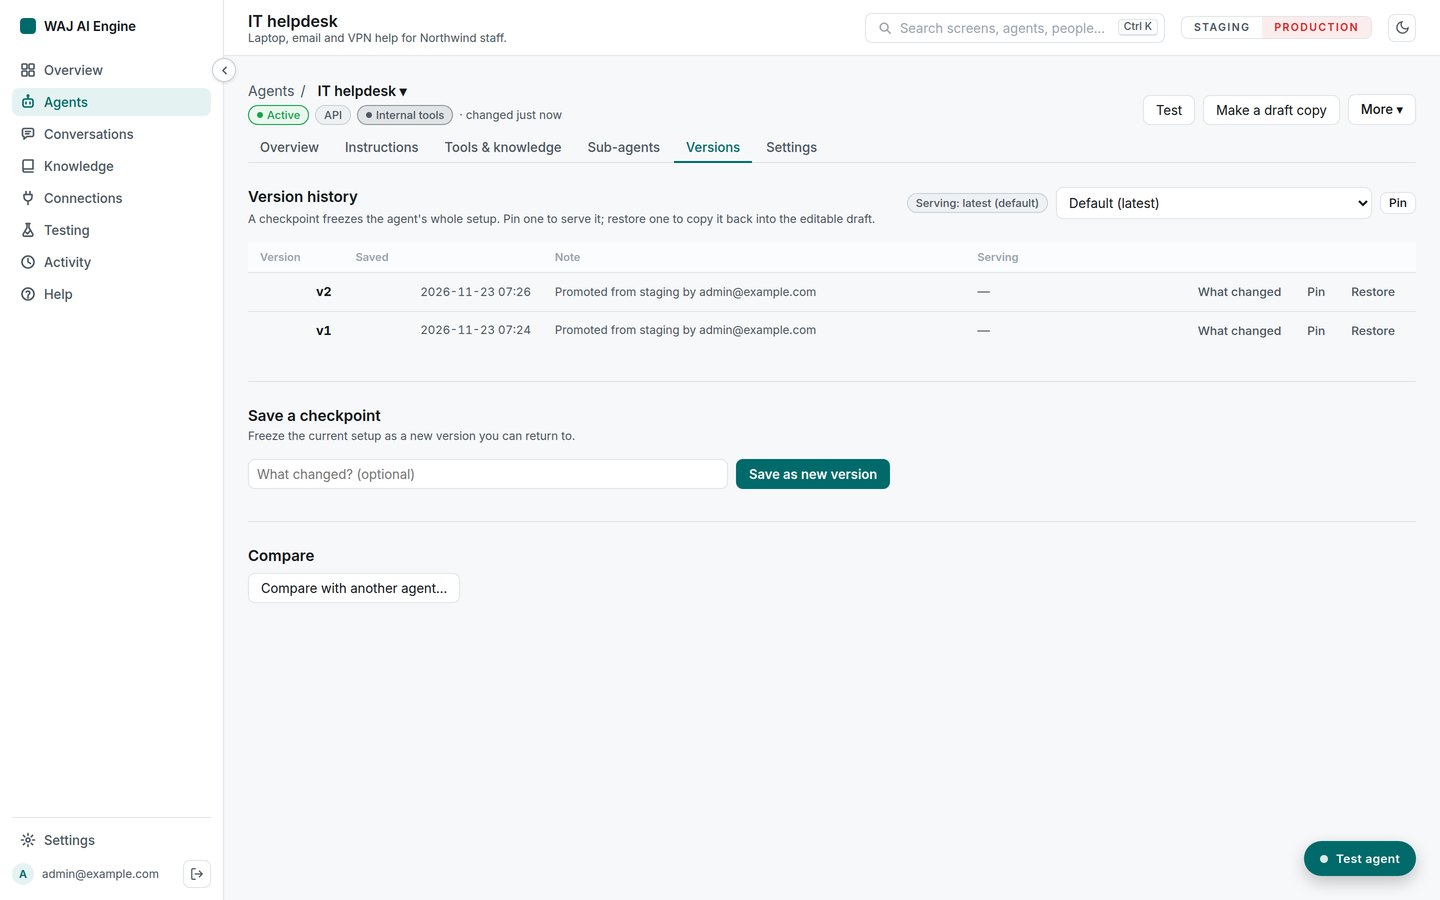 WAJ AI Engine
Overview
Agents
Conversations
Knowledge
Connections
Testing
Activity
Help
Settings
A admin@example.com
IT helpdesk
Laptop, email and VPN help for Northwind staff.
Search screens, agents, people... Ctrl K
STAGING PRODUCTION
Agents / IT helpdesk ▾
Active API Internal tools · changed just now
Test Make a draft copy More ▾
Overview Instructions Tools & knowledge Sub-agents Versions Settings
Version history
A checkpoint freezes the agent's whole setup. Pin one to serve it; restore one to copy it back into the editable draft.
Serving: latest (default) Default (latest) Pin
Version Saved Note Serving
v2 2026-11-23 07:26 Promoted from staging by admin@example.com — What changed Pin Restore
v1 2026-11-23 07:24 Promoted from staging by admin@example.com — What changed Pin Restore
Save a checkpoint
Freeze the current setup as a new version you can return to.
What changed? (optional) Save as new version
Compare
Compare with another agent...
Test agent